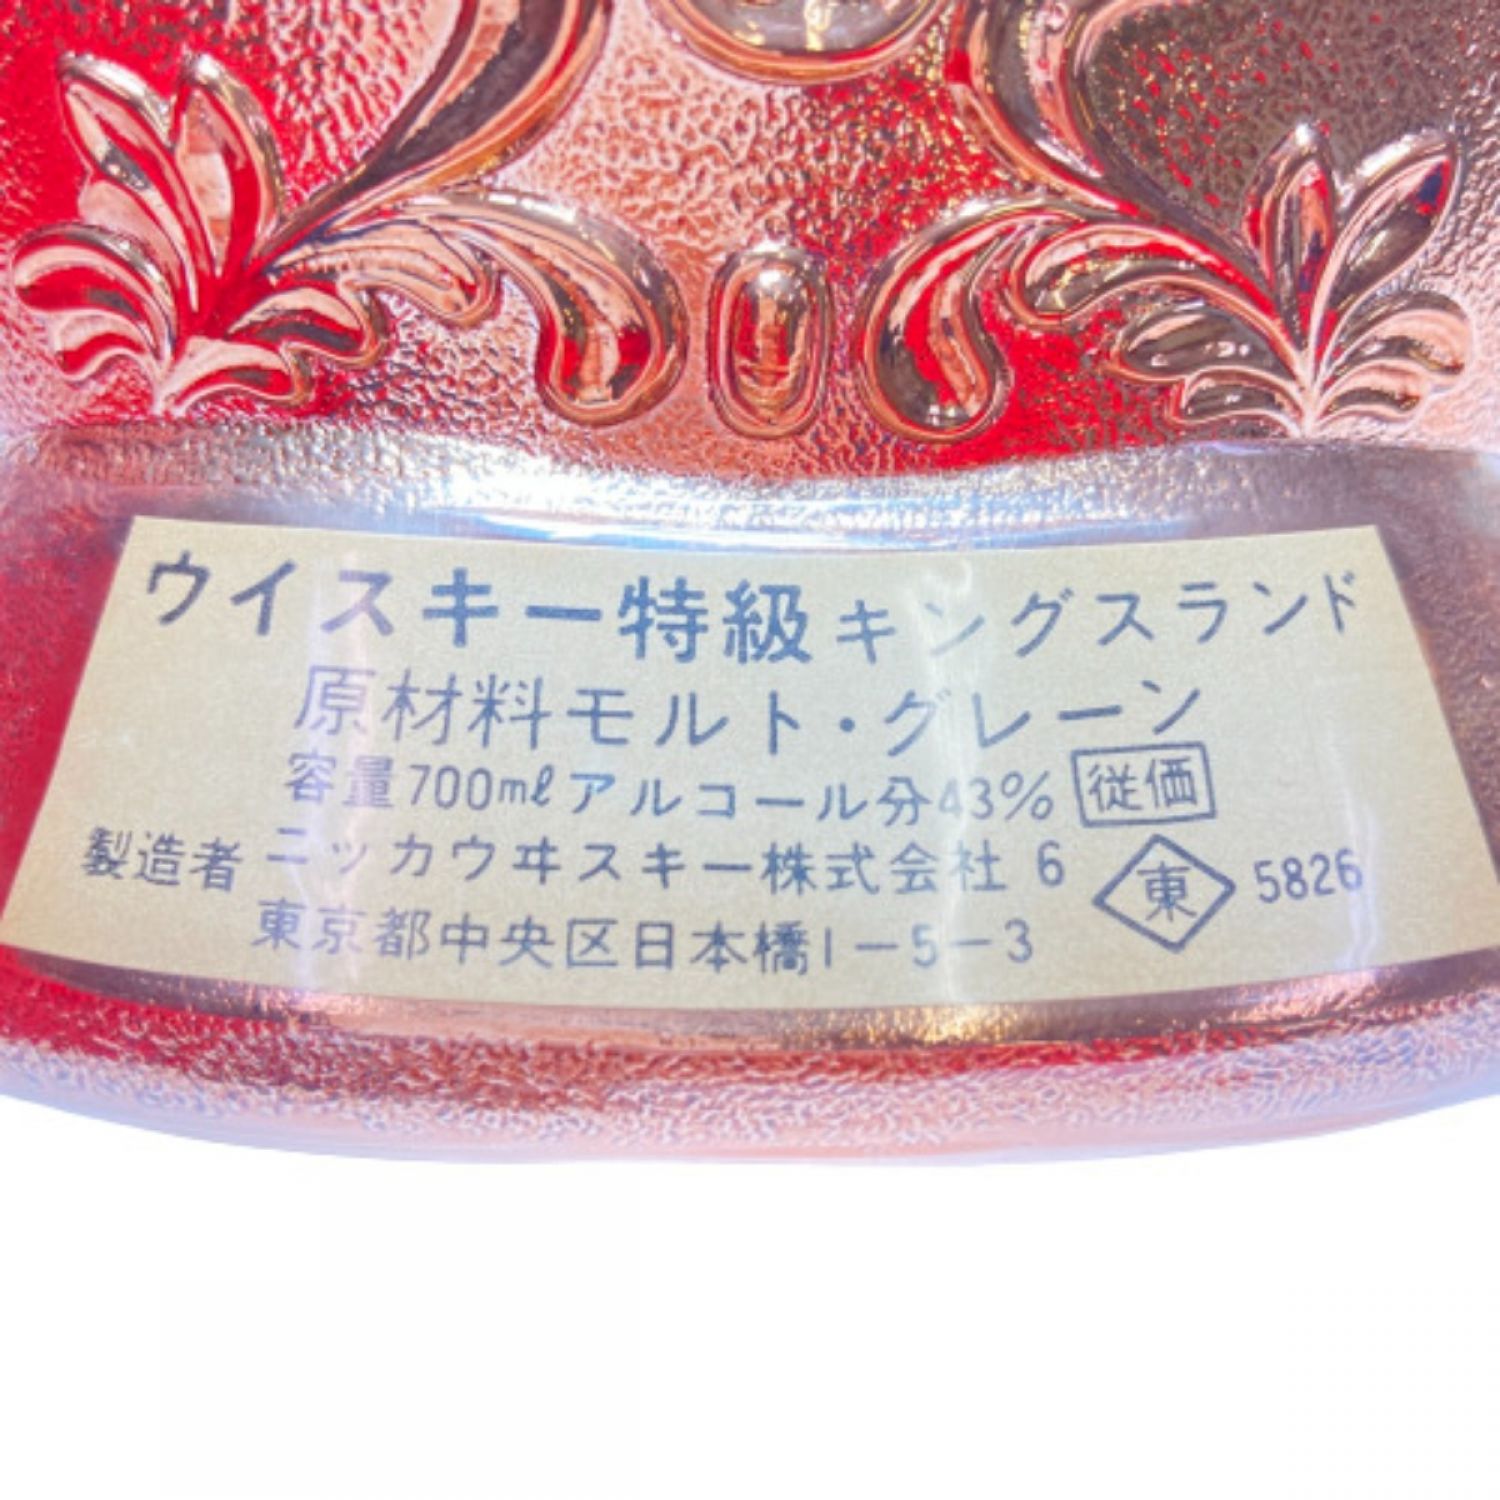 ウイスキー特級キングスランド
原材料モルト・グレーン
容量700mlアルコール分43% 従価
製造者 ニッカウヰスキー株式会社 6 東 5826
東京都中央区日本橋1-5-3